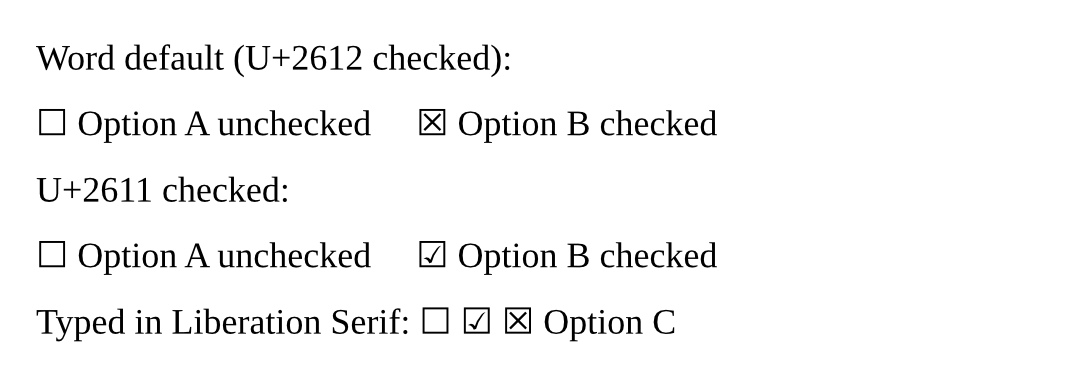 Word default (U+2612 checked):
☐ Option A unchecked ☒ Option B checked
U+2611 checked:
☐ Option A unchecked ☑ Option B checked
Typed in Liberation Serif: ☐ ☑ ☒ Option C